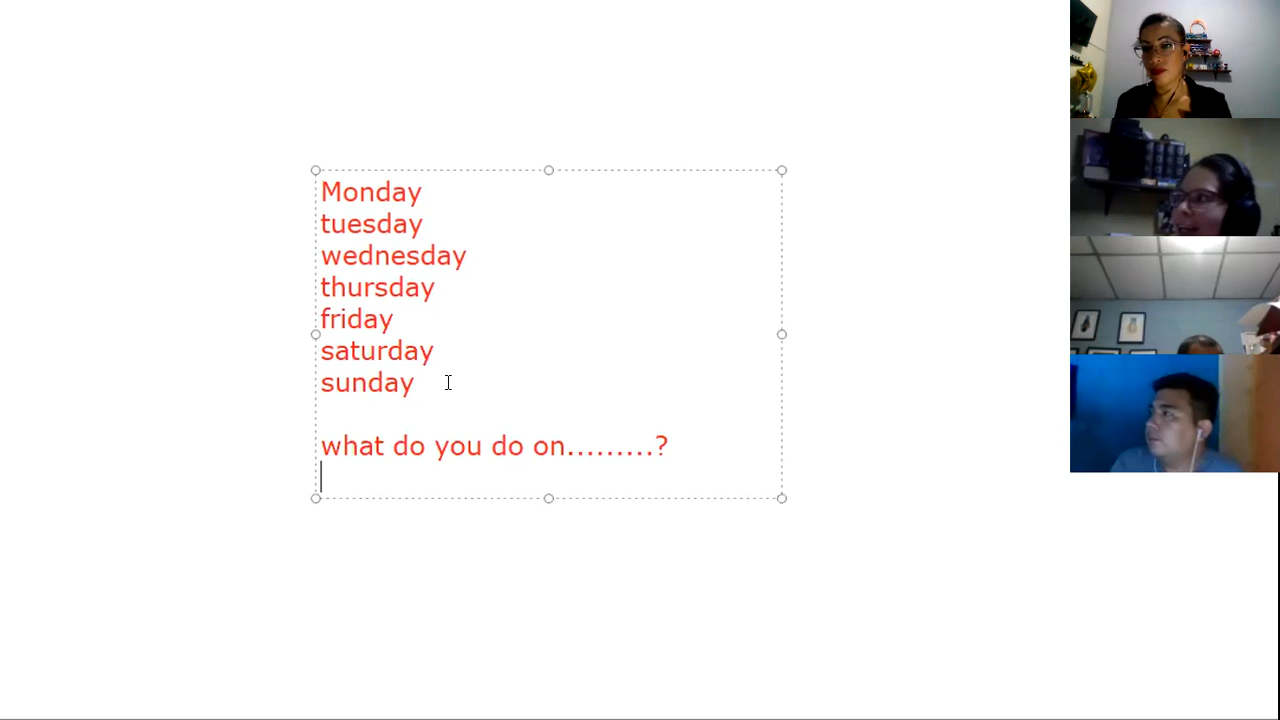 Monday
tuesday
wednesday
thursday
friday
saturday
sunday
what do you do on.........?